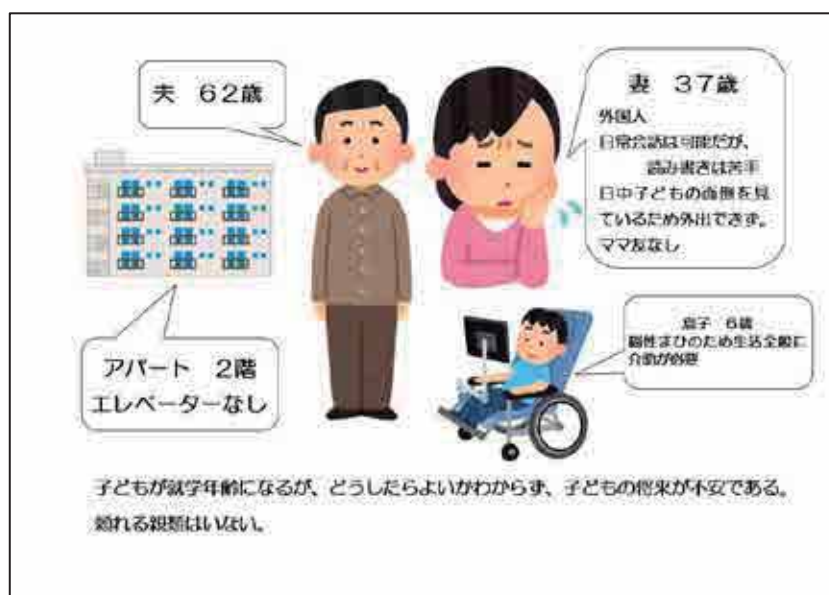 夫　62歳
妻　37歳
外国人
日常会話は可能だが、
読み書きは苦手
日中子どもの面倒を見
ているため外出できず。
ママ友なし
息子　6歳
脳性まひのため生活全般に
介助が必要
アパート　2階
エレベーターなし
子どもが就学年齢になるが、どうしたらよいかわからず、子どもの将来が不安である。
頼れる親類はいない。